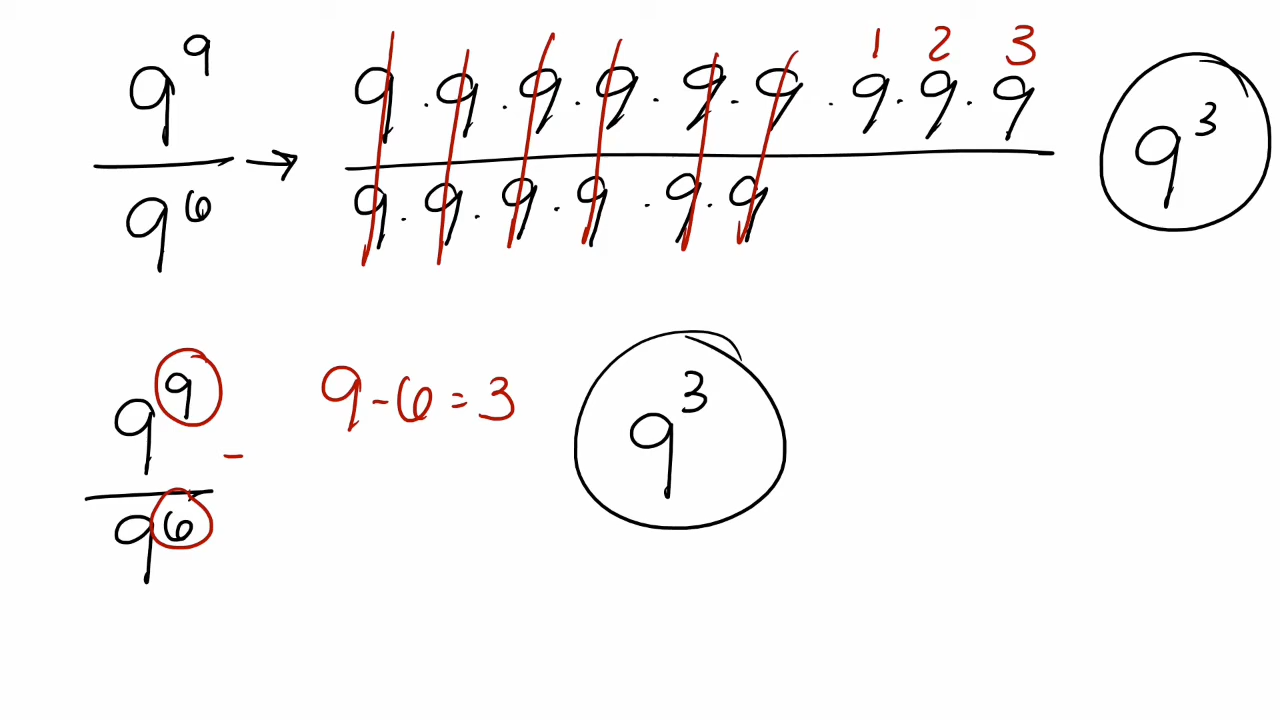 9^9 / 9^6 → 9 · 9 · 9 · 9 · 9 · 9 · 9 · 9 · 9 / 9 · 9 · 9 · 9 · 9 · 9
1 2 3
9^3
9^9 / 9^6 -
9 - 6 = 3
9^3